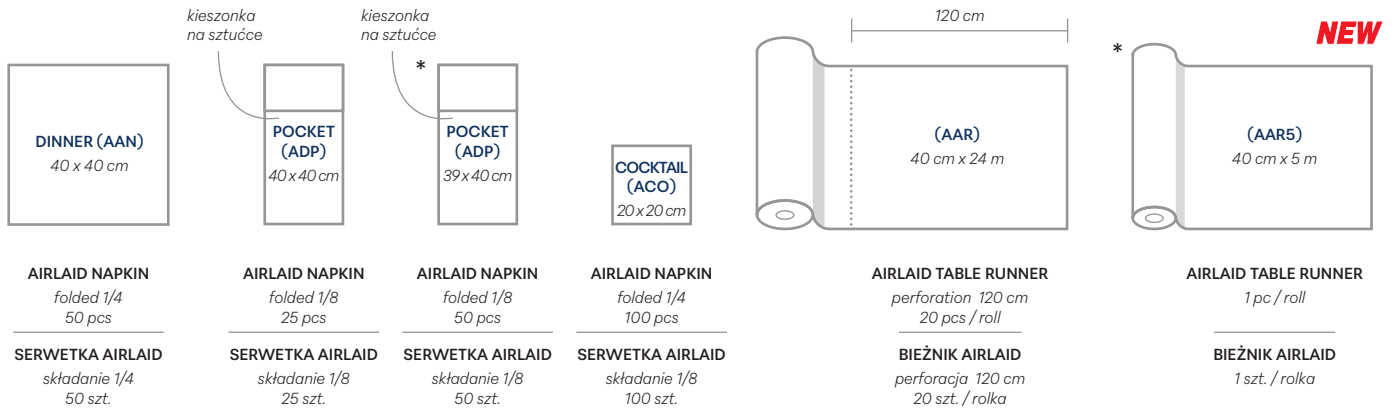 kieszonka
na sztućce
kieszonka
na sztućce
120 cm
NEW
*
*
DINNER (AAN)
40 x 40 cm
POCKET
(ADP)
40 x 40 cm
POCKET
(ADP)
39 x 40 cm
COCKTAIL
(ACO)
20 x 20 cm
(AAR)
40 cm x 24 m
(AAR5)
40 cm x 5 m
AIRLAID NAPKIN
folded 1/4
50 pcs
SERWETKA AIRLAID
składanie 1/4
50 szt.
AIRLAID NAPKIN
folded 1/8
25 pcs
SERWETKA AIRLAID
składanie 1/8
25 szt.
AIRLAID NAPKIN
folded 1/8
50 pcs
SERWETKA AIRLAID
składanie 1/8
50 szt.
AIRLAID NAPKIN
folded 1/4
100 pcs
SERWETKA AIRLAID
składanie 1/8
100 szt.
AIRLAID TABLE RUNNER
perforation 120 cm
20 pcs / roll
BIEŻNIK AIRLAID
perforacja 120 cm
20 szt. / rolka
AIRLAID TABLE RUNNER
1 pc / roll
BIEŻNIK AIRLAID
1 szt. / rolka